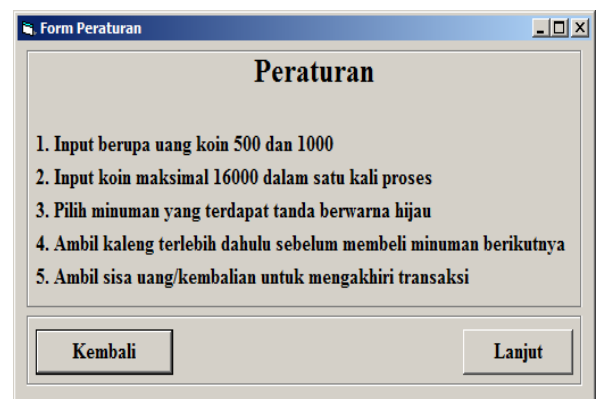 Form Peraturan
Peraturan
1. Input berupa uang koin 500 dan 1000
2. Input koin maksimal 16000 dalam satu kali proses
3. Pilih minuman yang terdapat tanda berwarna hijau
4. Ambil kaleng terlebih dahulu sebelum membeli minuman berikutnya
5. Ambil sisa uang/kembalian untuk mengakhiri transaksi
Kembali
Lanjut